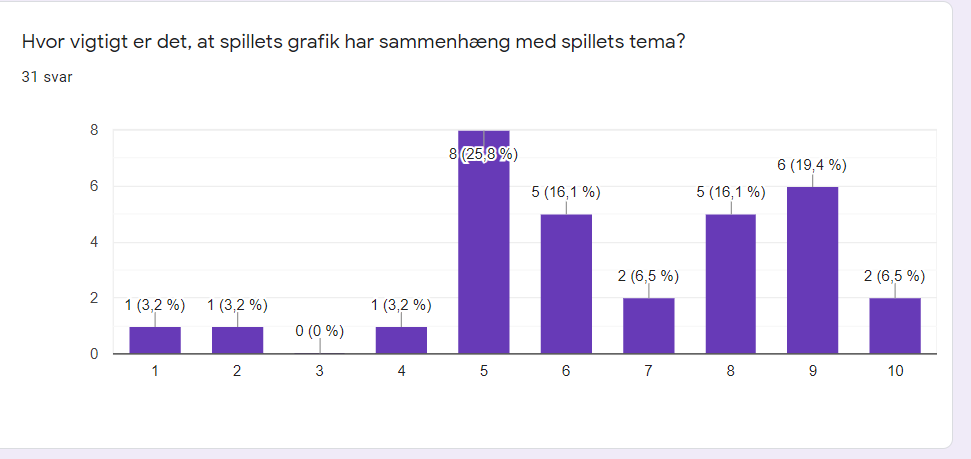 Hvor vigtigt er det, at spillets grafik har sammenhæng med spillets tema?
31 svar
8
8 (25,8 %)
6 (19,4 %)
6
5 (16,1 %)
5 (16,1 %)
4
2 (6,5 %)
2 (6,5 %)
2
1 (3,2 %)
1 (3,2 %)
1 (3,2 %)
0 (0 %)
0
1 2 3 4 5 6 7 8 9 10